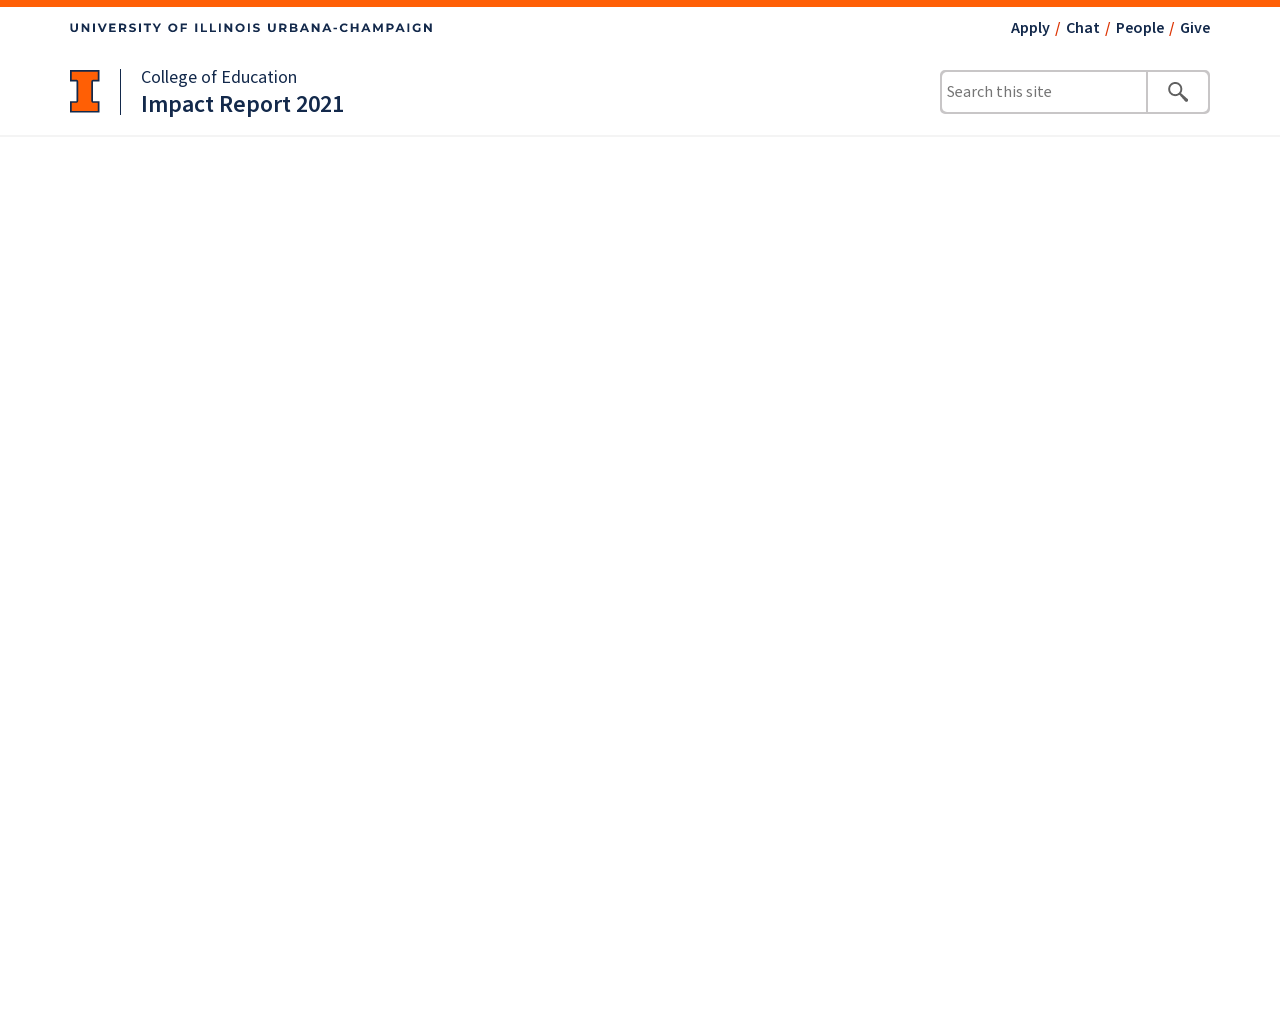 UNIVERSITY OF ILLINOIS URBANA-CHAMPAIGN
Apply / Chat / People / Give
College of Education
Impact Report 2021
Search this site